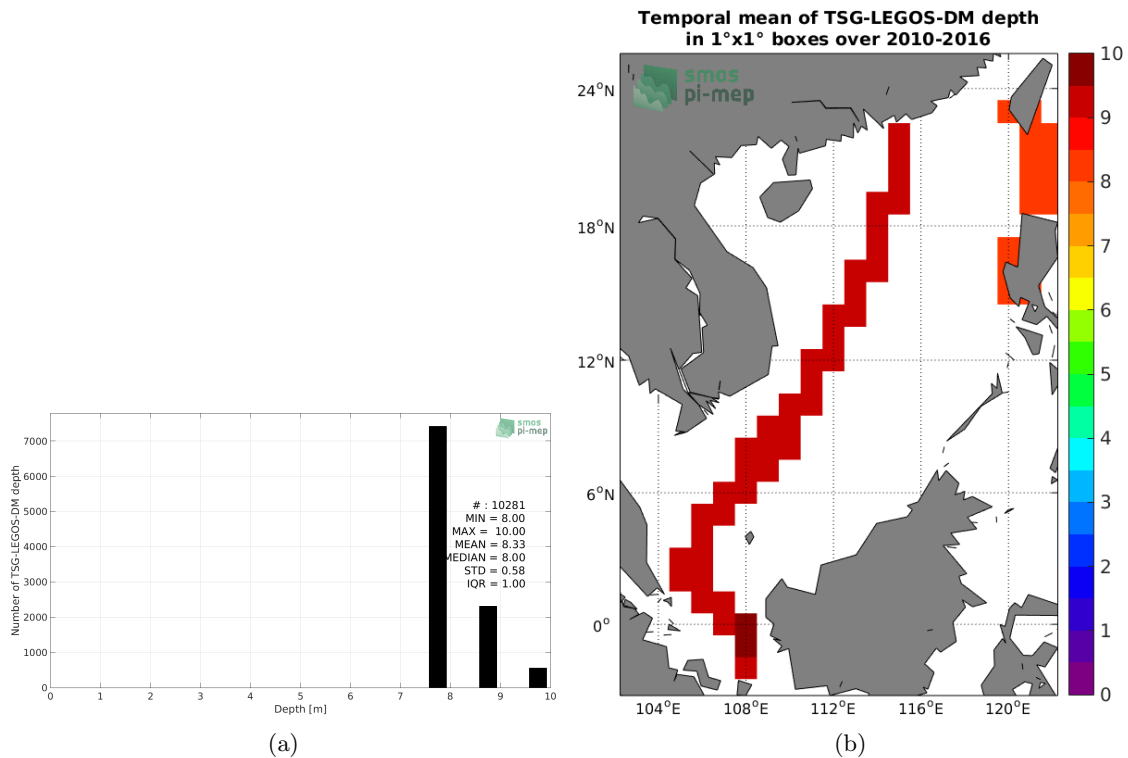 Temporal mean of TSG-LEGOS-DM depth
in 1°x1° boxes over 2010-2016
smos
pi-mep
24°N
18°N
12°N
6°N
0°
104°E
108°E
112°E
116°E
120°E
10
9
8
7
6
5
4
3
2
1
0
smos
pi-mep
Number of TSG-LEGOS-DM depth
7000
6000
5000
4000
3000
2000
1000
0
# : 10281
MIN = 8.00
MAX = 10.00
MEAN = 8.33
MEDIAN = 8.00
STD = 0.58
IQR = 1.00
0 1 2 3 4 5 6 7 8 9 10
Depth [m]
(a)
(b)